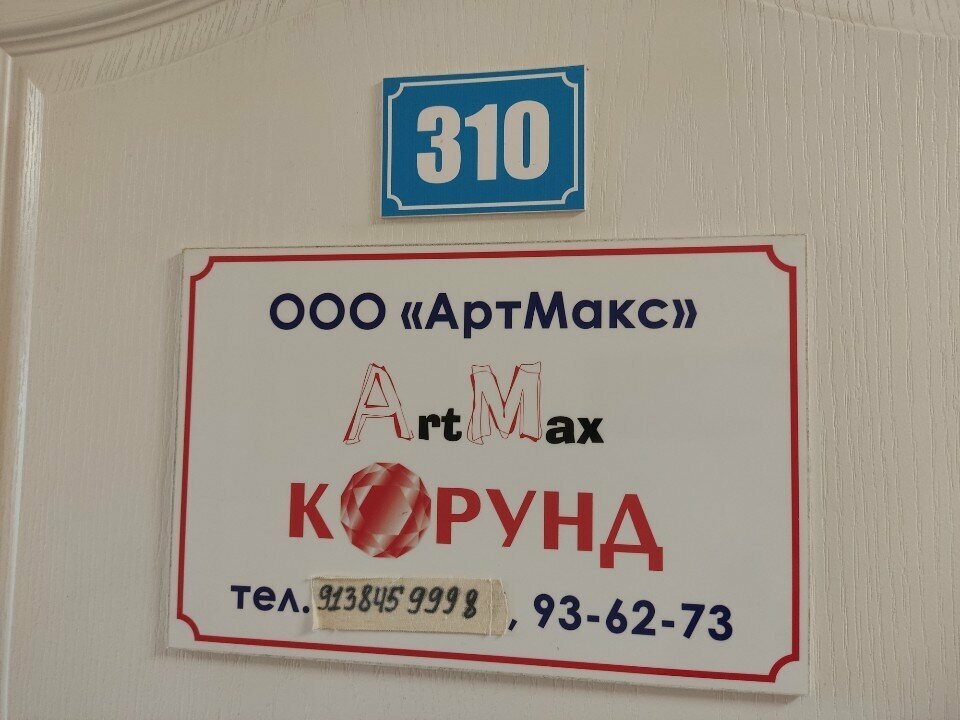 310
ООО «АртМакс»
ArtMax
КОРУНД
тел. 9138459998, 93-62-73